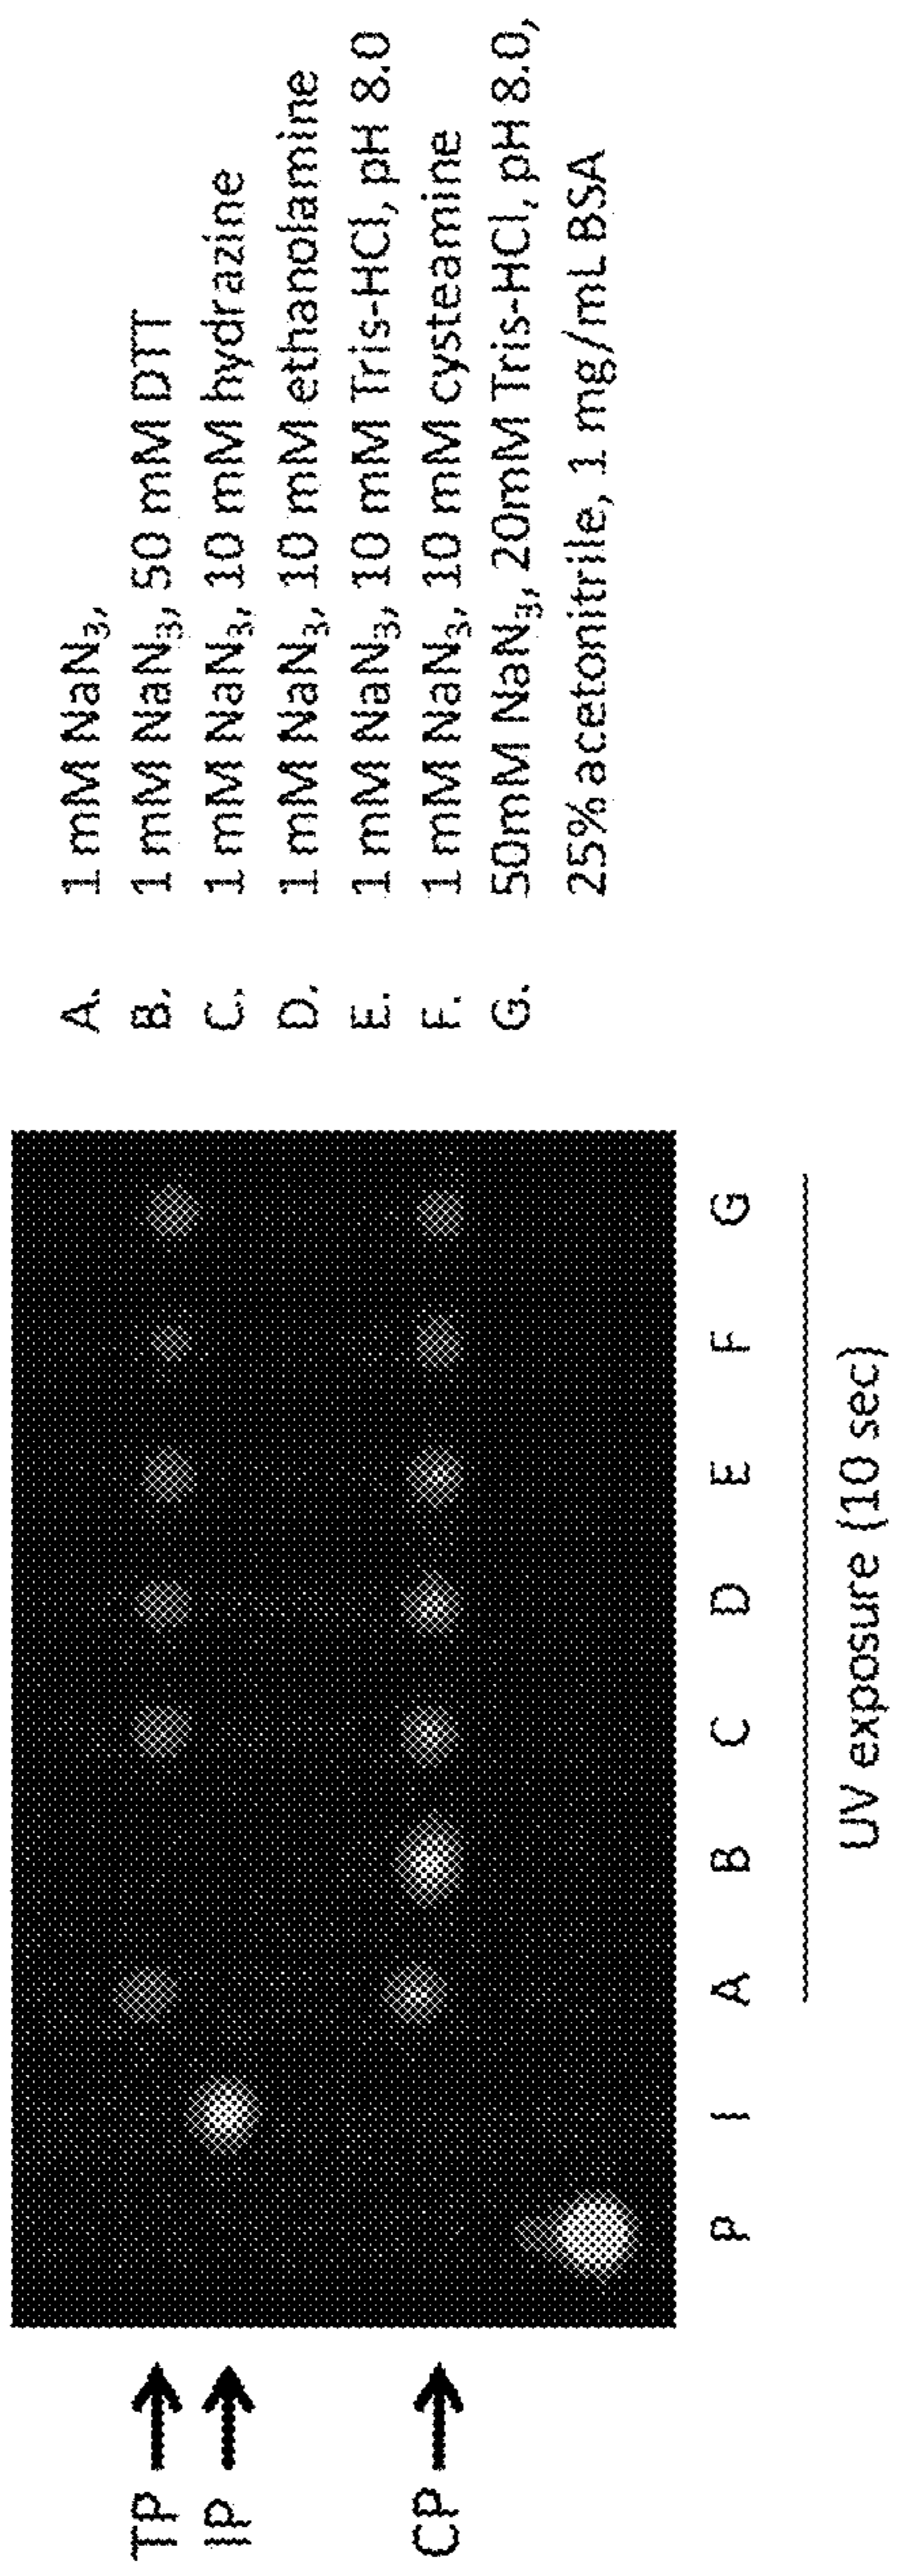 TP
IP
CP
P I A B C D E F G
UV exposure (10 sec)
A. 1 mM NaN₃,
B. 1 mM NaN₃, 50 mM DTT
C. 1 mM NaN₃, 10 mM hydrazine
D. 1 mM NaN₃, 10 mM ethanolamine
E. 1 mM NaN₃, 10 mM Tris-HCl, pH 8.0
F. 1 mM NaN₃, 10 mM cysteamine
G. 50mM NaN₃, 20mM Tris-HCl, pH 8.0,
25% acetonitrile, 1 mg/mL BSA